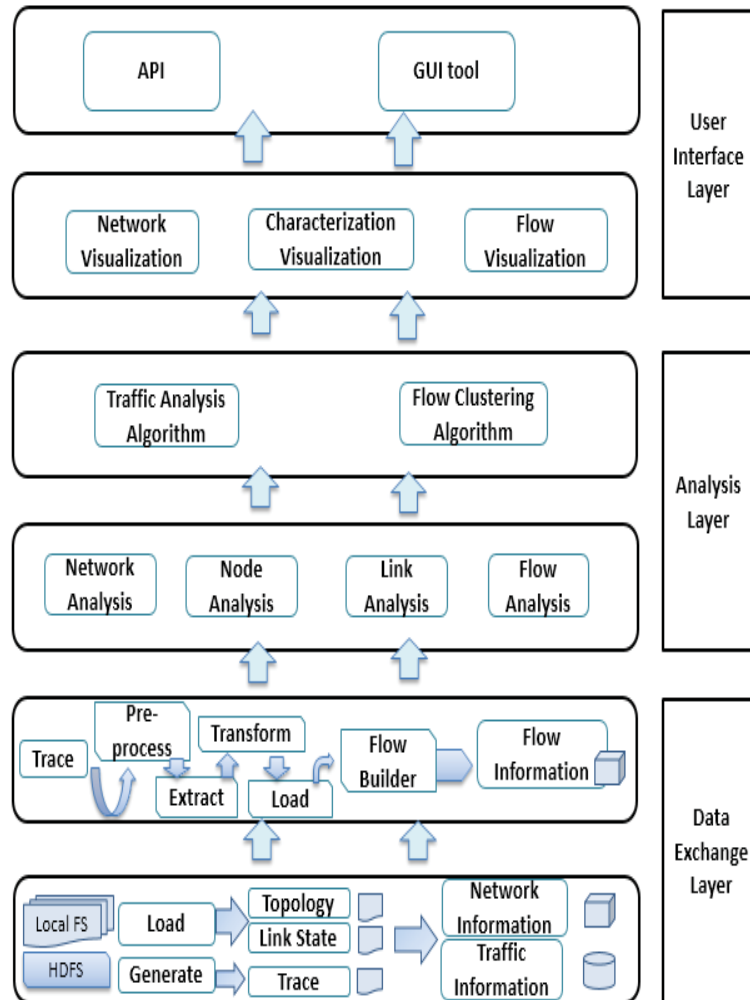 API
GUI tool
User
Interface
Layer
Network
Visualization
Characterization
Visualization
Flow
Visualization
Traffic Analysis
Algorithm
Flow Clustering
Algorithm
Analysis
Layer
Network
Analysis
Node
Analysis
Link
Analysis
Flow
Analysis
Trace
Pre-
process
Extract
Transform
Load
Flow
Builder
Flow
Information
Data
Exchange
Layer
Local FS
HDFS
Load
Generate
Topology
Link State
Trace
Network
Information
Traffic
Information